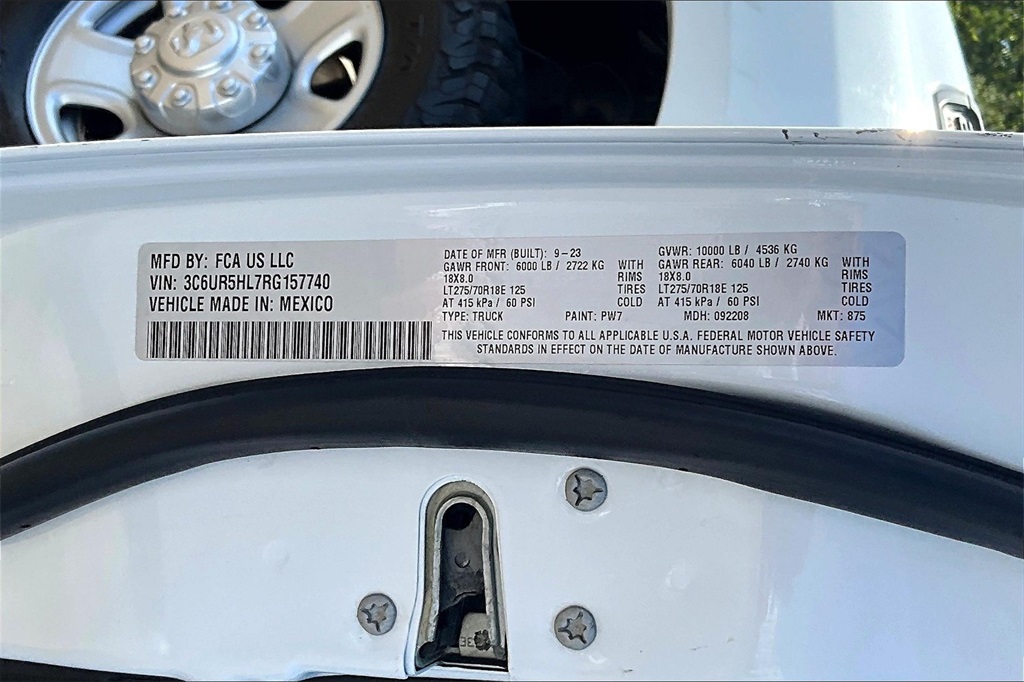 MFD BY: FCA US LLC
VIN: 3C6UR5HL7RG157740
VEHICLE MADE IN: MEXICO
DATE OF MFR (BUILT): 9-23
GAWR FRONT: 6000 LB / 2722 KG WITH
18X8.0 RIMS
LT275/70R18E 125 TIRES
AT 415 kPa / 60 PSI COLD
TYPE: TRUCK PAINT: PW7
GVWR: 10000 LB / 4536 KG
GAWR REAR: 6040 LB / 2740 KG WITH
18X8.0 RIMS
LT275/70R18E 125 TIRES
AT 415 kPa / 60 PSI COLD
MDH: 092208 MKT: 875
THIS VEHICLE CONFORMS TO ALL APPLICABLE U.S.A. FEDERAL MOTOR VEHICLE SAFETY
STANDARDS IN EFFECT ON THE DATE OF MANUFACTURE SHOWN ABOVE.